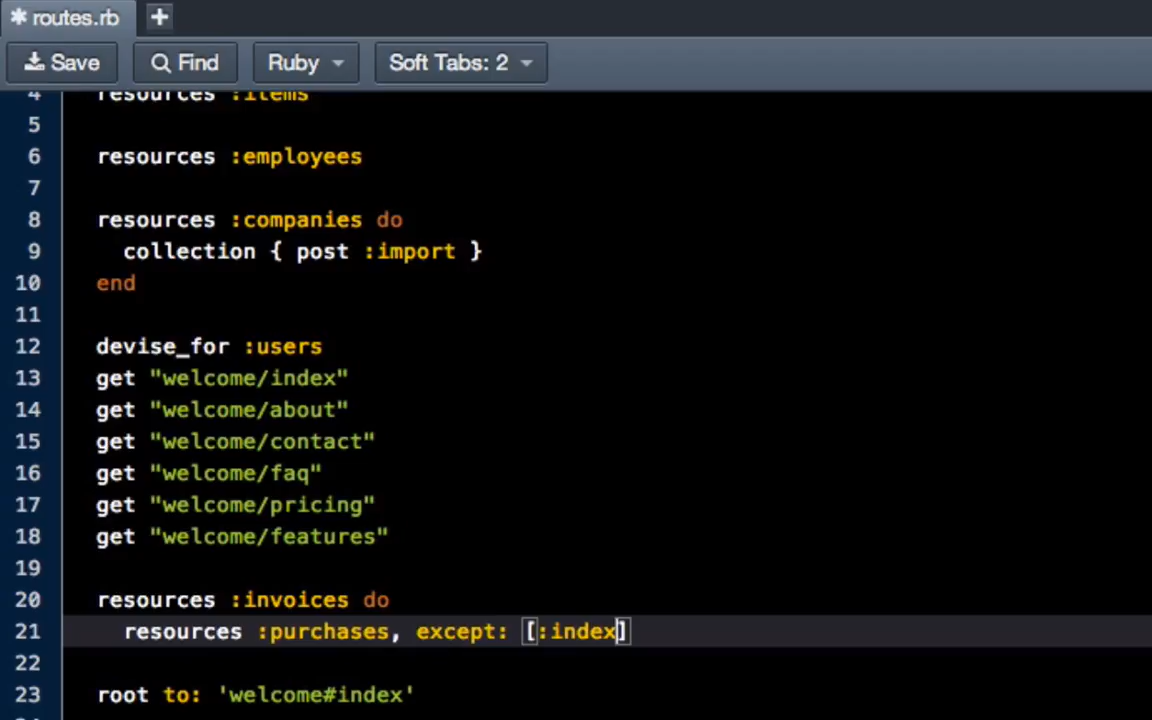 * routes.rb +
Save Find Ruby Soft Tabs: 2
4 resources :items
5
6 resources :employees
7
8 resources :companies do
9 collection { post :import }
10 end
11
12 devise_for :users
13 get "welcome/index"
14 get "welcome/about"
15 get "welcome/contact"
16 get "welcome/faq"
17 get "welcome/pricing"
18 get "welcome/features"
19
20 resources :invoices do
21 resources :purchases, except: [:index]
22
23 root to: 'welcome#index'